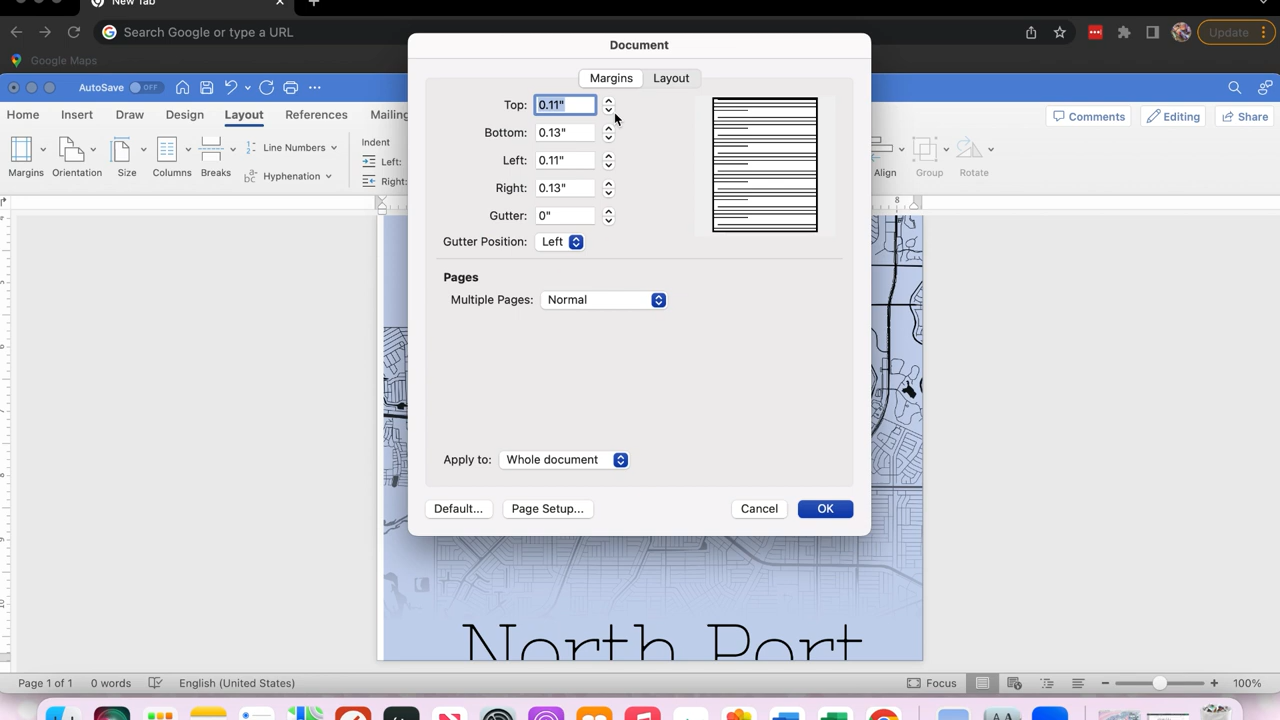 New Tab
Search Google or type a URL
Update
Google Maps
Document
AutoSave OFF
Margins Layout
Home Insert Draw Design Layout References Mailing
Comments Editing Share
Top: 0.11"
Bottom: 0.13"
Left: 0.11"
Right: 0.13"
Gutter: 0"
Gutter Position: Left
Line Numbers
Hyphenation
Indent
Left:
Right:
Margins Orientation Size Columns Breaks
Align Group Rotate
8
Pages
Multiple Pages: Normal
Apply to: Whole document
Default... Page Setup... Cancel OK
North Port
Page 1 of 1 0 words English (United States) Focus 100%